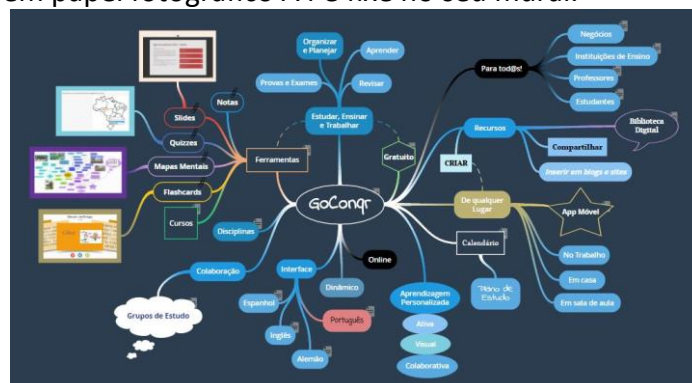 em papel fotográfico A4 e fixe no seu mural.
Organizar
e Planejar
Aprender
Provas e Exames
Revisar
Estudar, Ensinar
e Trabalhar
Notas
Slides
Quizzes
Mapas Mentais
Flashcards
Cursos
Ferramentas
Gratuito
Para tod@s!
Negócios
Instituições de Ensino
Professores
Estudantes
Recursos
Biblioteca
Digital
Compartilhar
Inserir em blogs e sites
CRIAR
De qualquer
Lugar
App Móvel
No Trabalho
Em casa
Em sala de aula
GoConqr
Disciplines
Colaboração
Grupos de Estudo
Interface
Espanhol
Inglês
Alemão
Português
Dinâmico
Online
Calendário
Plano de
Estudo
Aprendizagem
Personalizada
Ativa
Visual
Colaborativa